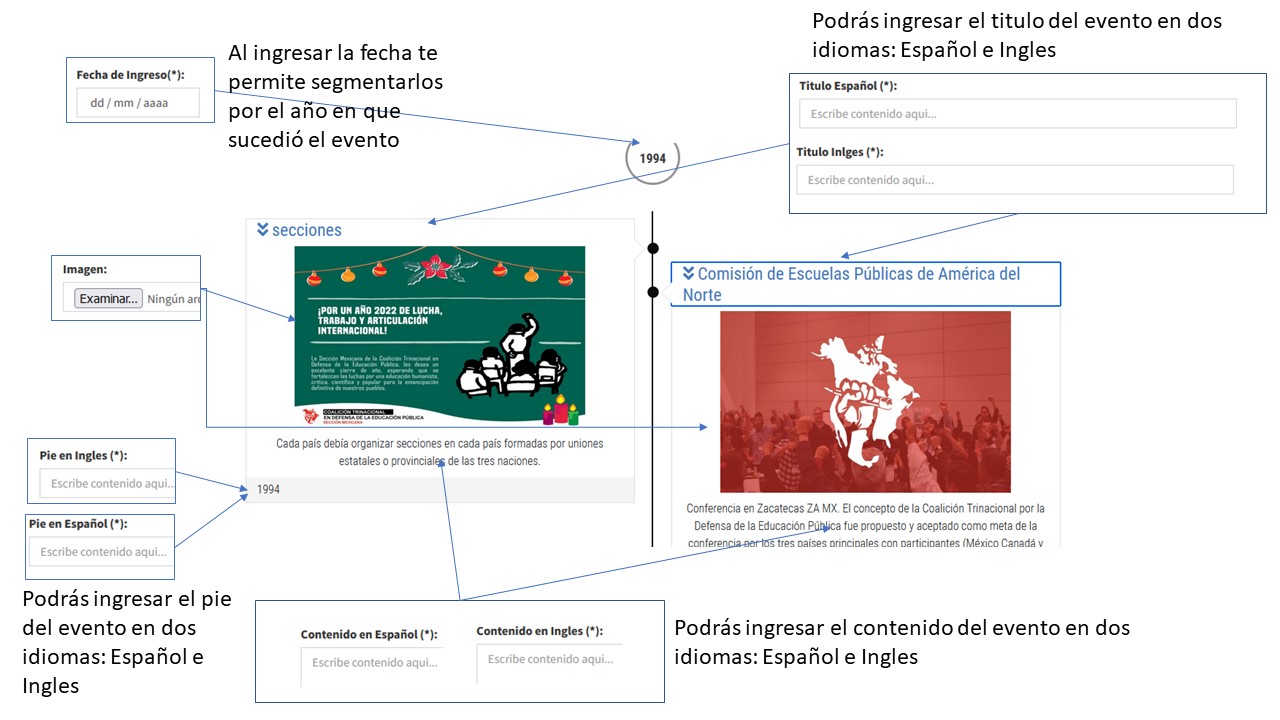 Podrás ingresar el titulo del evento en dos
idiomas: Español e Ingles
Al ingresar la fecha te
permite segmentarlos
por el año en que
sucedió el evento
Fecha de Ingreso(*):
dd / mm / aaaa
Titulo Español (*):
Escribe contenido aqui...
Titulo Inlges (*):
Escribe contenido aqui...
1994
secciones
Imagen:
Examinar... Ningún arc
¡POR UN AÑO 2022 DE LUCHA,
TRABAJO Y ARTICULACIÓN
INTERNACIONAL!
La Sección Mexicana de la Coalición Trinacional en
Defensa de la Educación Pública, les desea un
excelente cierre de año, esperando que se
fortalezcan las luchas por una educación humanista,
crítica, científica y popular para la emancipación
definitiva de nuestros pueblos.
COALICIÓN TRINACIONAL
EN DEFENSA DE LA EDUCACIÓN PÚBLICA
SECCIÓN MEXICANA
Cada país debía organizar secciones en cada país formadas por uniones
estatales o provinciales de las tres naciones.
1994
Comisión de Escuelas Públicas de América del
Norte
Conferencia en Zacatecas ZA MX. El concepto de la Coalición Trinacional por la
Defensa de la Educación Pública fue propuesto y aceptado como meta de la
conferencia por los tres países principales con participantes (México Canadá y
Pie en Ingles (*):
Escribe contenido aqui...
Pie en Español (*):
Escribe contenido aqui...
Podrás ingresar el pie
del evento en dos
idiomas: Español e
Ingles
Contenido en Español (*):
Escribe contenido aqui...
Contenido en Ingles (*):
Escribe contenido aqui...
Podrás ingresar el contenido del evento en dos
idiomas: Español e Ingles